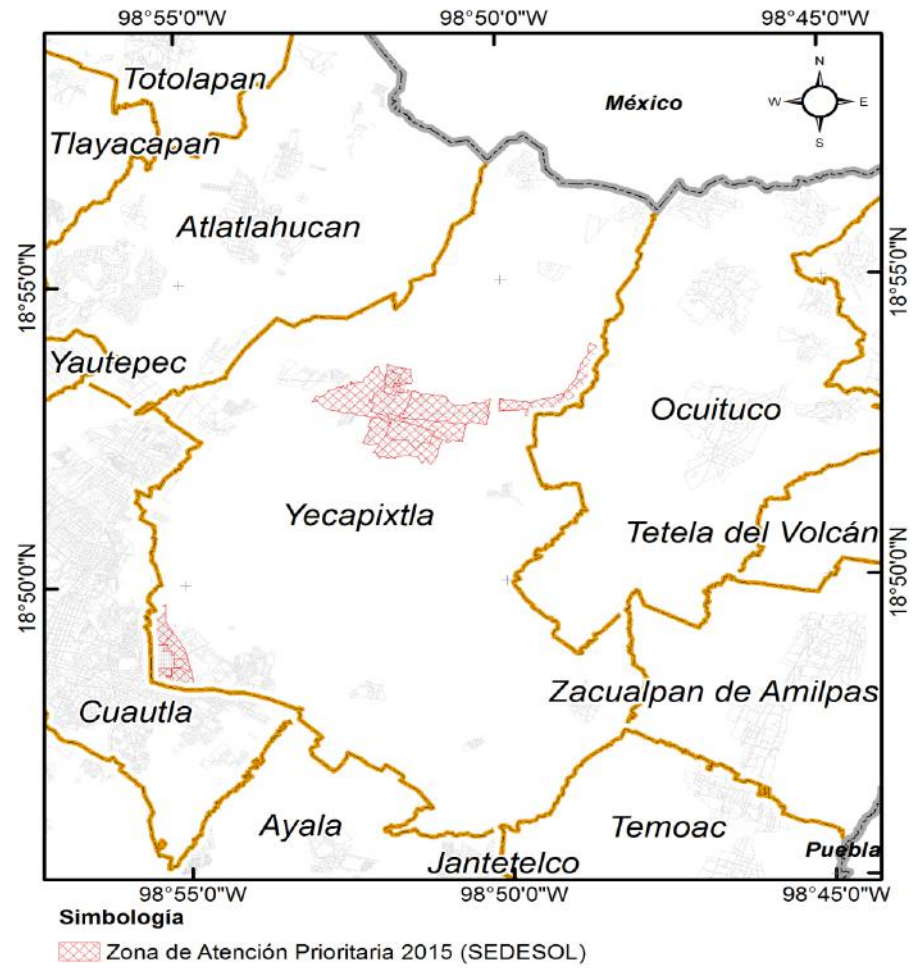 98°55'0"W 98°50'0"W 98°45'0"W
Totolapan
México
N
W E
S
Tlayacapan
Atlatlahucan
18°55'0"N 18°55'0"N
Yautepec
Ocuituco
Yecapixtla
Tetela del Volcán
18°50'0"N 18°50'0"N
Zacualpan de Amilpas
Cuautla
Ayala
Temoac
Puebla
Jantetelco
98°55'0"W 98°50'0"W 98°45'0"W
Simbología
Zona de Atención Prioritaria 2015 (SEDESOL)